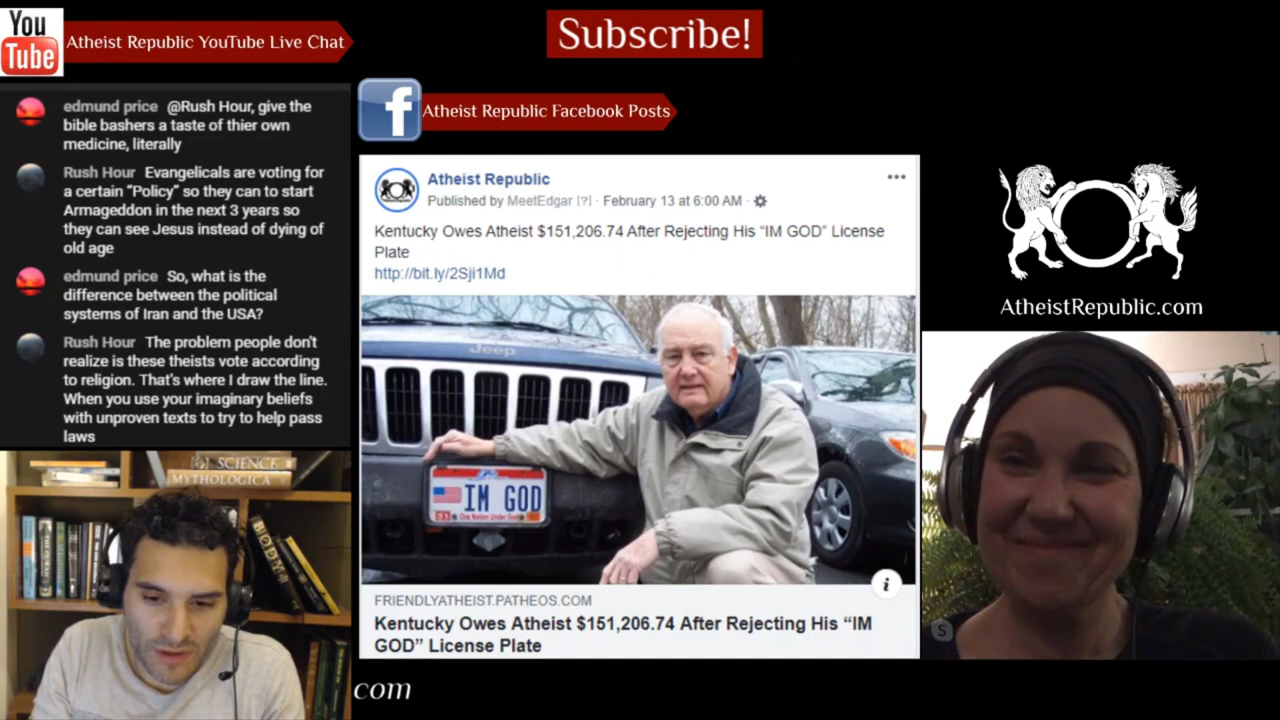 You
Tube
Atheist Republic YouTube Live Chat
Subscribe!
edmund price @Rush Hour, give the
bible bashers a taste of thier own
medicine, literally
Rush Hour Evangelicals are voting for
a certain "Policy" so they can to start
Armageddon in the next 3 years so
they can see Jesus instead of dying of
old age
edmund price So, what is the
difference between the political
systems of Iran and the USA?
Rush Hour The problem people don't
realize is these theists vote according
to religion. That's where I draw the line.
When you use your imaginary beliefs
with unproven texts to try to help pass
laws
f
Atheist Republic Facebook Posts
Atheist Republic
Published by MeetEdgar [?] · February 13 at 6:00 AM ·
Kentucky Owes Atheist $151,206.74 After Rejecting His “IM GOD” License
Plate
http://bit.ly/2Sji1Md
Jeep
IM GOD
One Nation Under God
i
FRIENDLYATHEIST.PATHEOS.COM
Kentucky Owes Atheist $151,206.74 After Rejecting His “IM
GOD” License Plate
AtheistRepublic.com
S
SCIENCE
MYTHOLOGICA
com